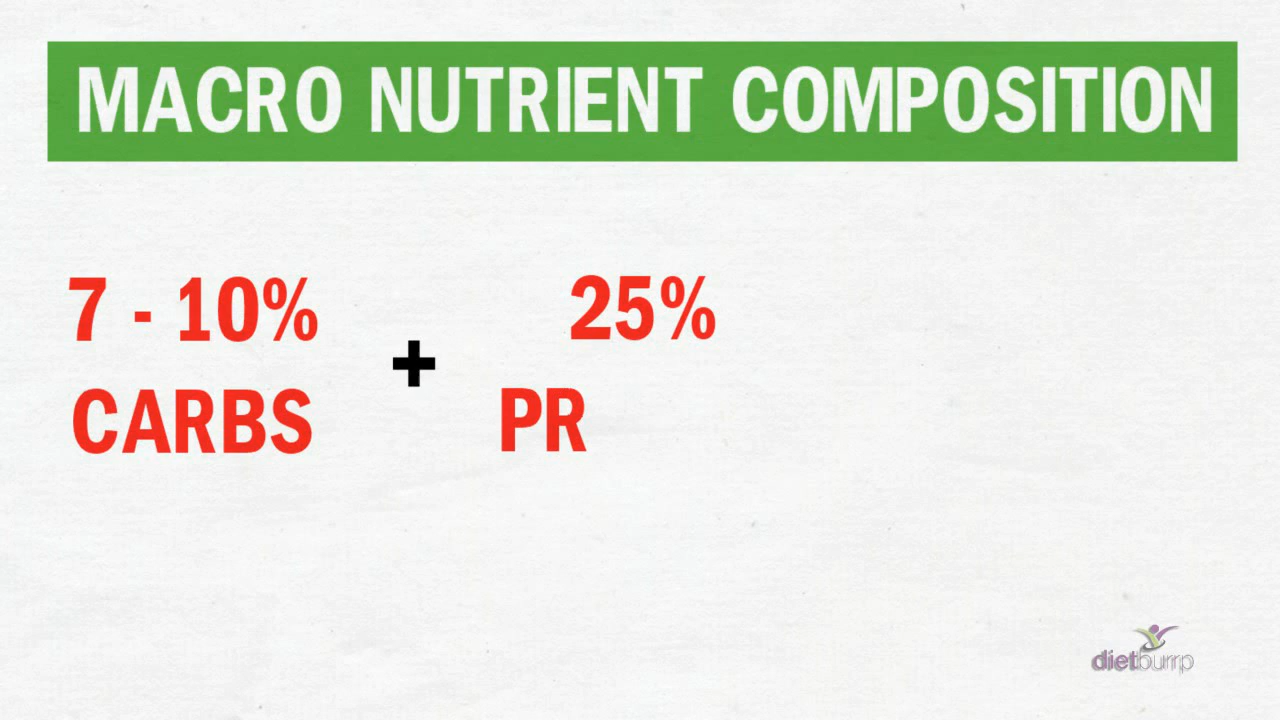 MACRO NUTRIENT COMPOSITION
7 - 10% + 25%
CARBS PR
dietburrp